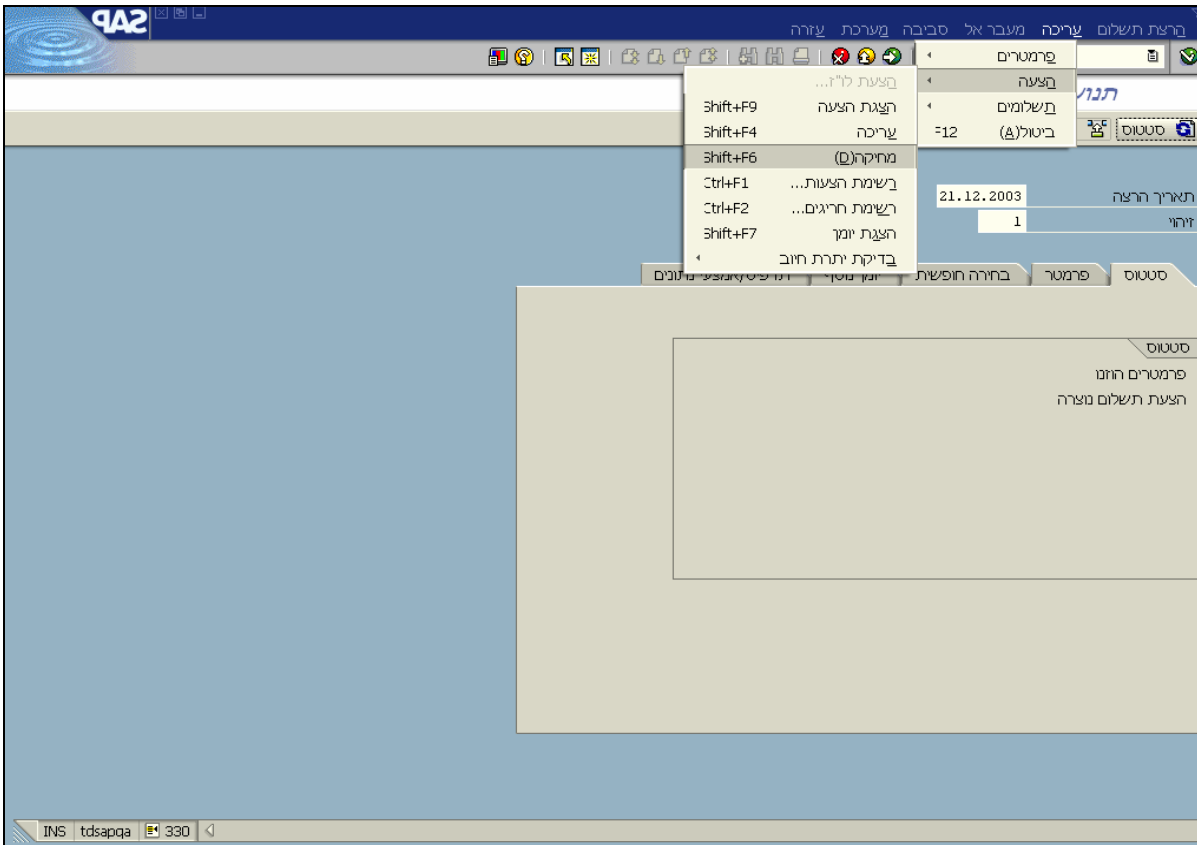 SAP
הרצת תשלום עריכה מעבר אל סביבה מערכת עזרה
פרמטרים
הצעה
תשלומים
ביטול(A) F12
הצעת לו"ז...
הצגת הצעה Shift+F9
עריכה Shift+F4
מחיקה(D) Shift+F6
רשימת הצעות... Ctrl+F1
רשימת חריגים... Ctrl+F2
הצגת יומן Shift+F7
בדיקת יתרת חיוב
סטטוס
תאריך הרצה 21.12.2003
זיהוי 1
סטטוס פרמטר בחירה חופשית יומן נוסף
סטטוס
פרמטרים הוזנו
הצעת תשלום נוצרה
INS tdsapqa 330